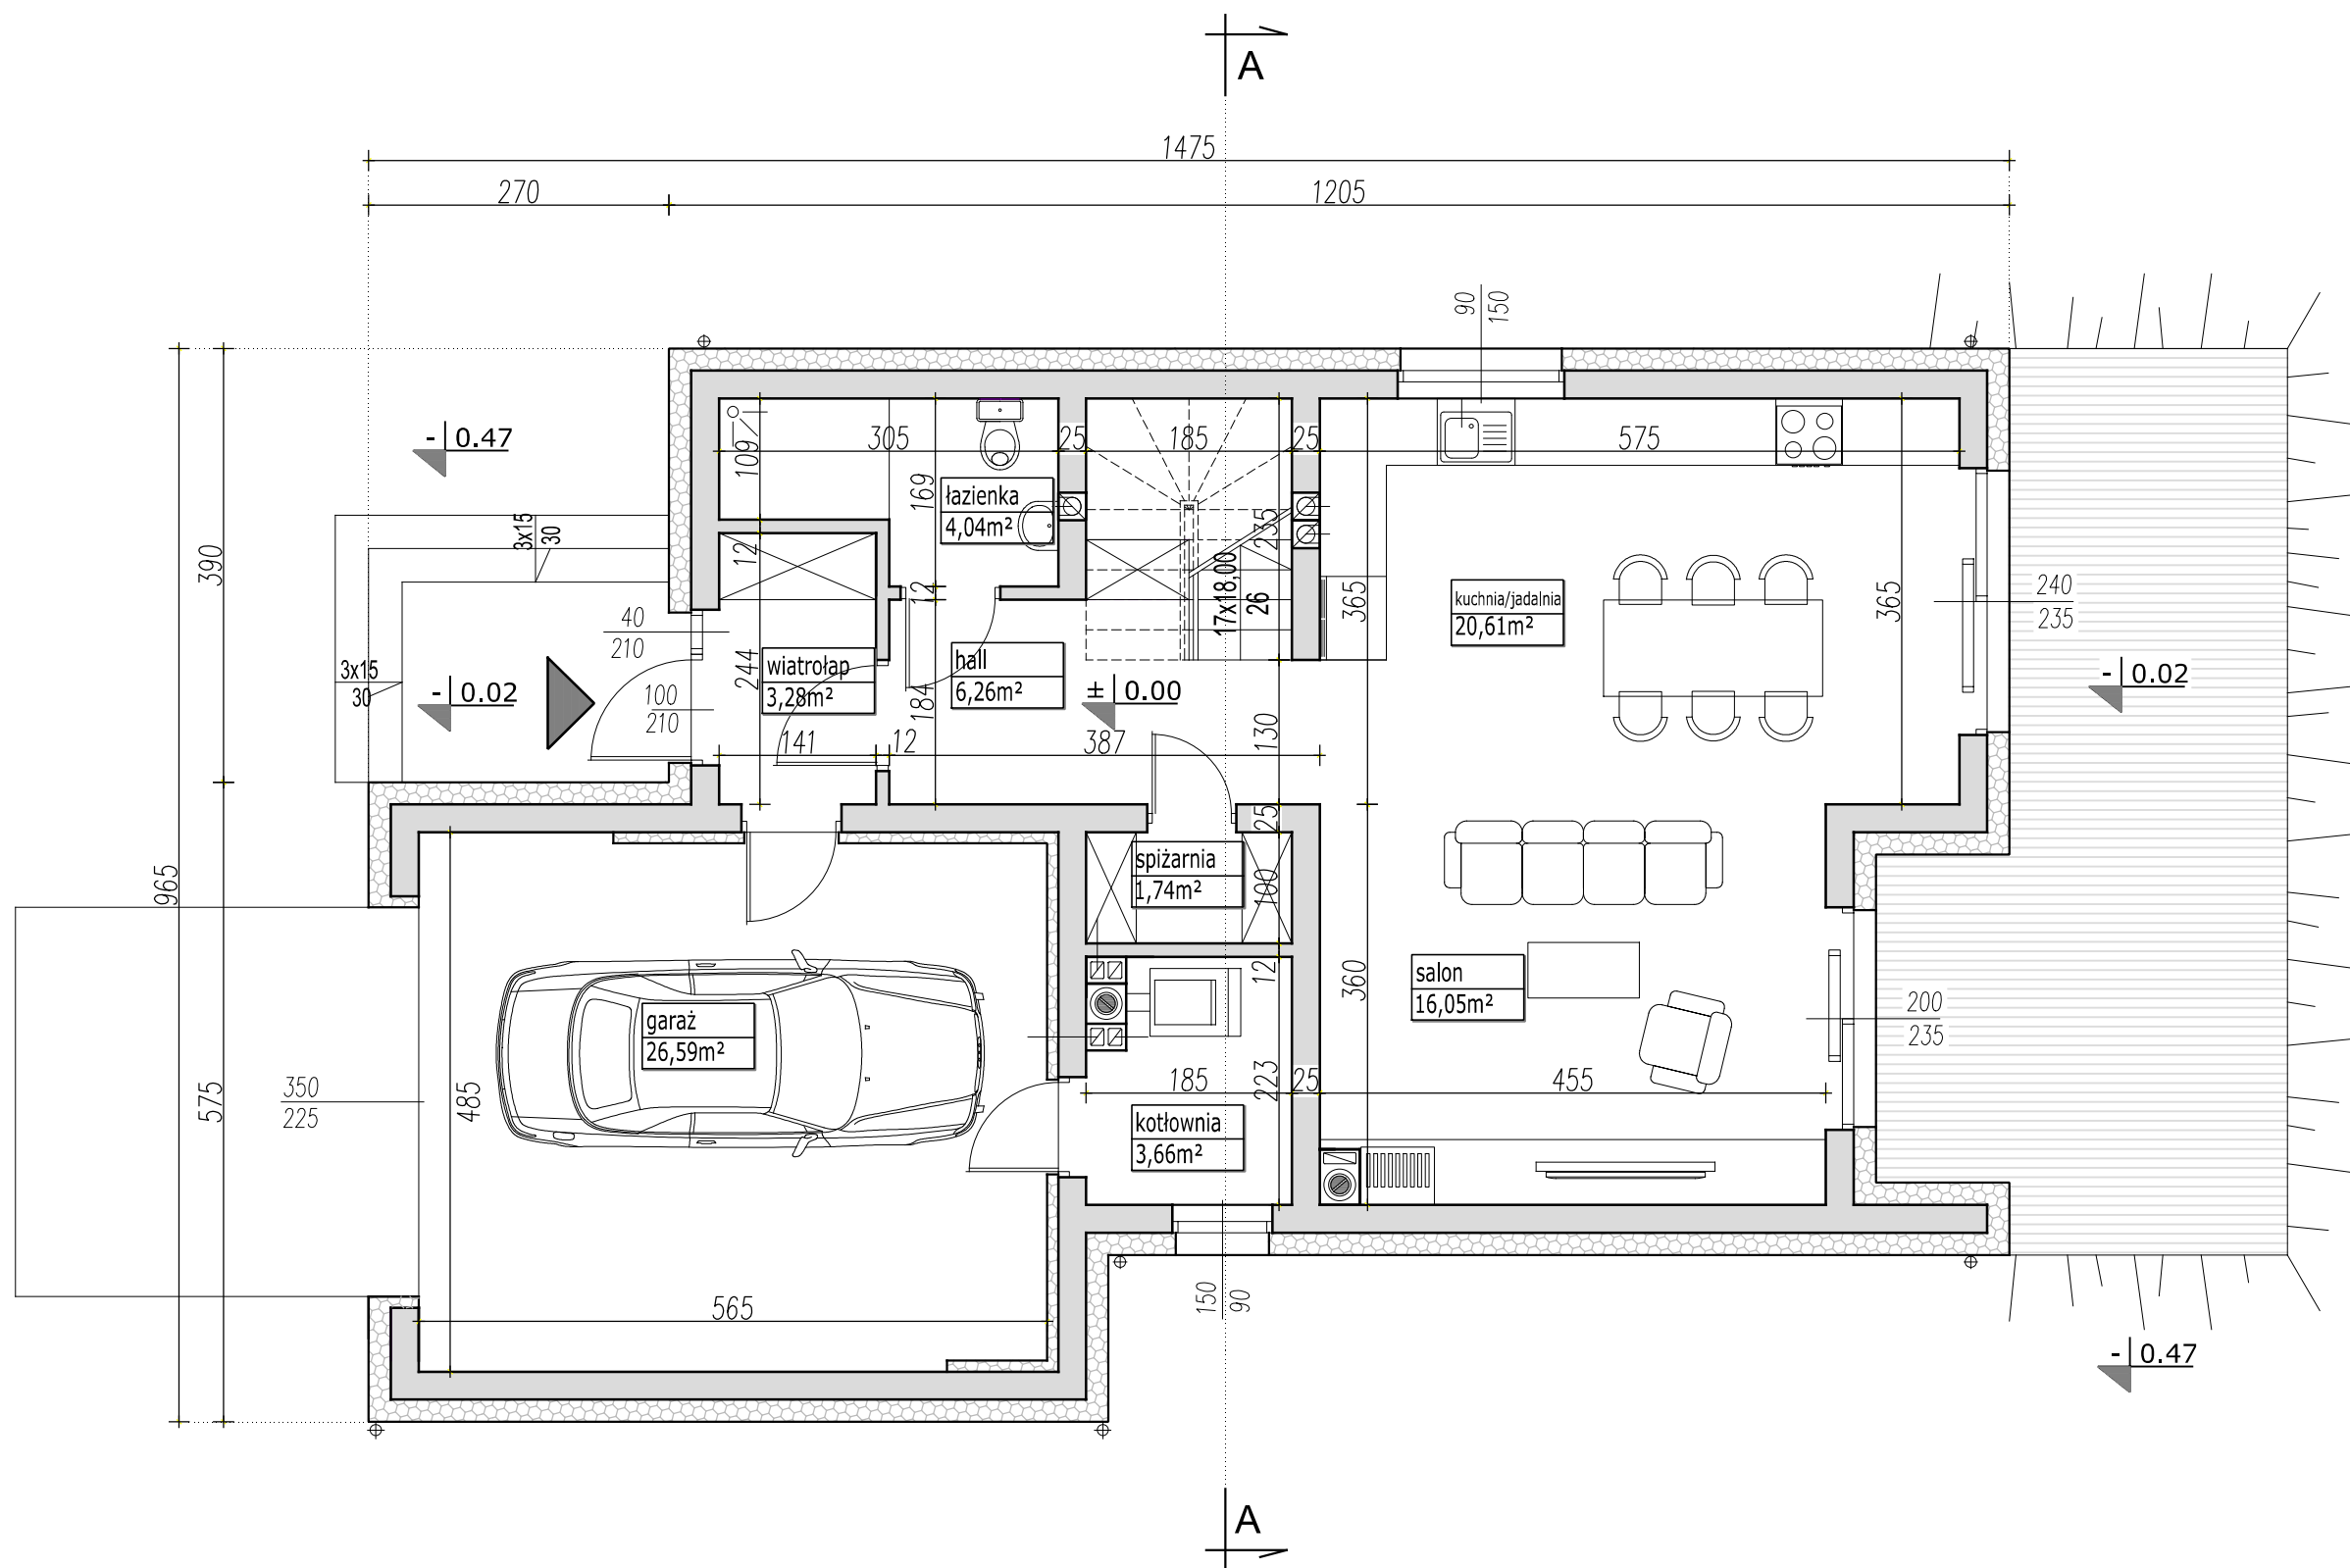 A
1475
270
1205
90
150
- 0.47
109
305
25
185
25
575
łazienka
4,04m²
169
3x15
30
235
12
12
390
17x18,00
26
365
kuchnia/jadalnia
20,61m²
365
240
235
40
210
244
wiatrołap
3,28m²
hall
6,26m²
184
± 0.00
3x15
30
- 0.02
100
210
- 0.02
141
12
387
130
25
965
spiżarnia
1,74m²
100
12
360
salon
16,05m²
200
235
garaż
26,59m²
350
225
575
485
185
223
25
455
kotłownia
3,66m²
565
150
90
- 0.47
A